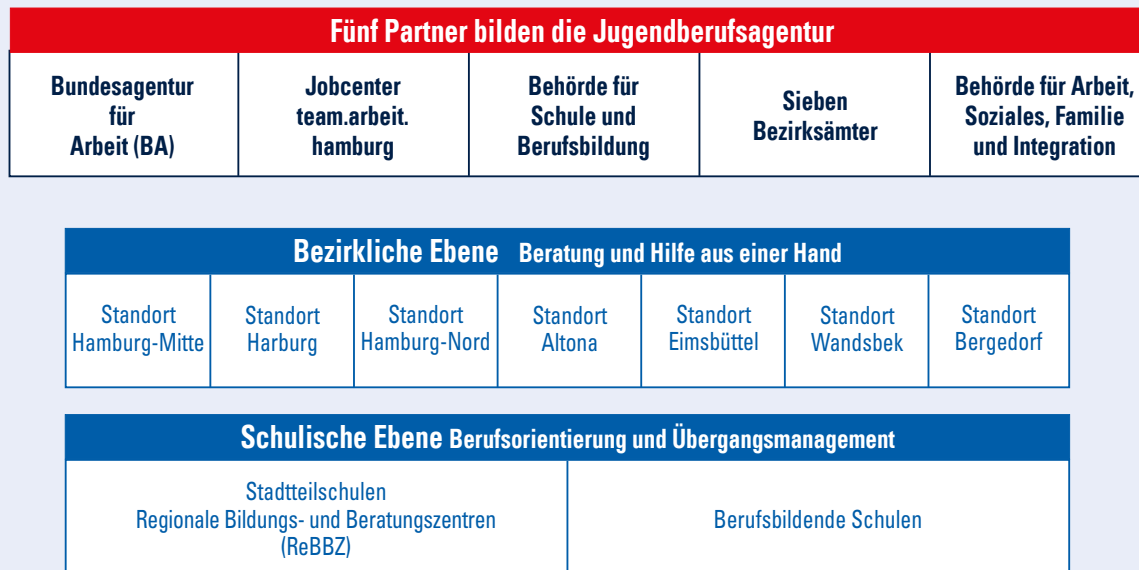 Fünf Partner bilden die Jugendberufsagentur
Bundesagentur
für
Arbeit (BA)
Jobcenter
team.arbeit.
hamburg
Behörde für
Schule und
Berufsbildung
Sieben
Bezirksämter
Behörde für Arbeit,
Soziales, Familie
und Integration
Bezirkliche Ebene Beratung und Hilfe aus einer Hand
Standort
Hamburg-Mitte
Standort
Harburg
Standort
Hamburg-Nord
Standort
Altona
Standort
Eimsbüttel
Standort
Wandsbek
Standort
Bergedorf
Schulische Ebene Berufsorientierung und Übergangsmanagement
Stadtteilschulen
Regionale Bildungs- und Beratungszentren
(ReBBZ)
Berufsbildende Schulen